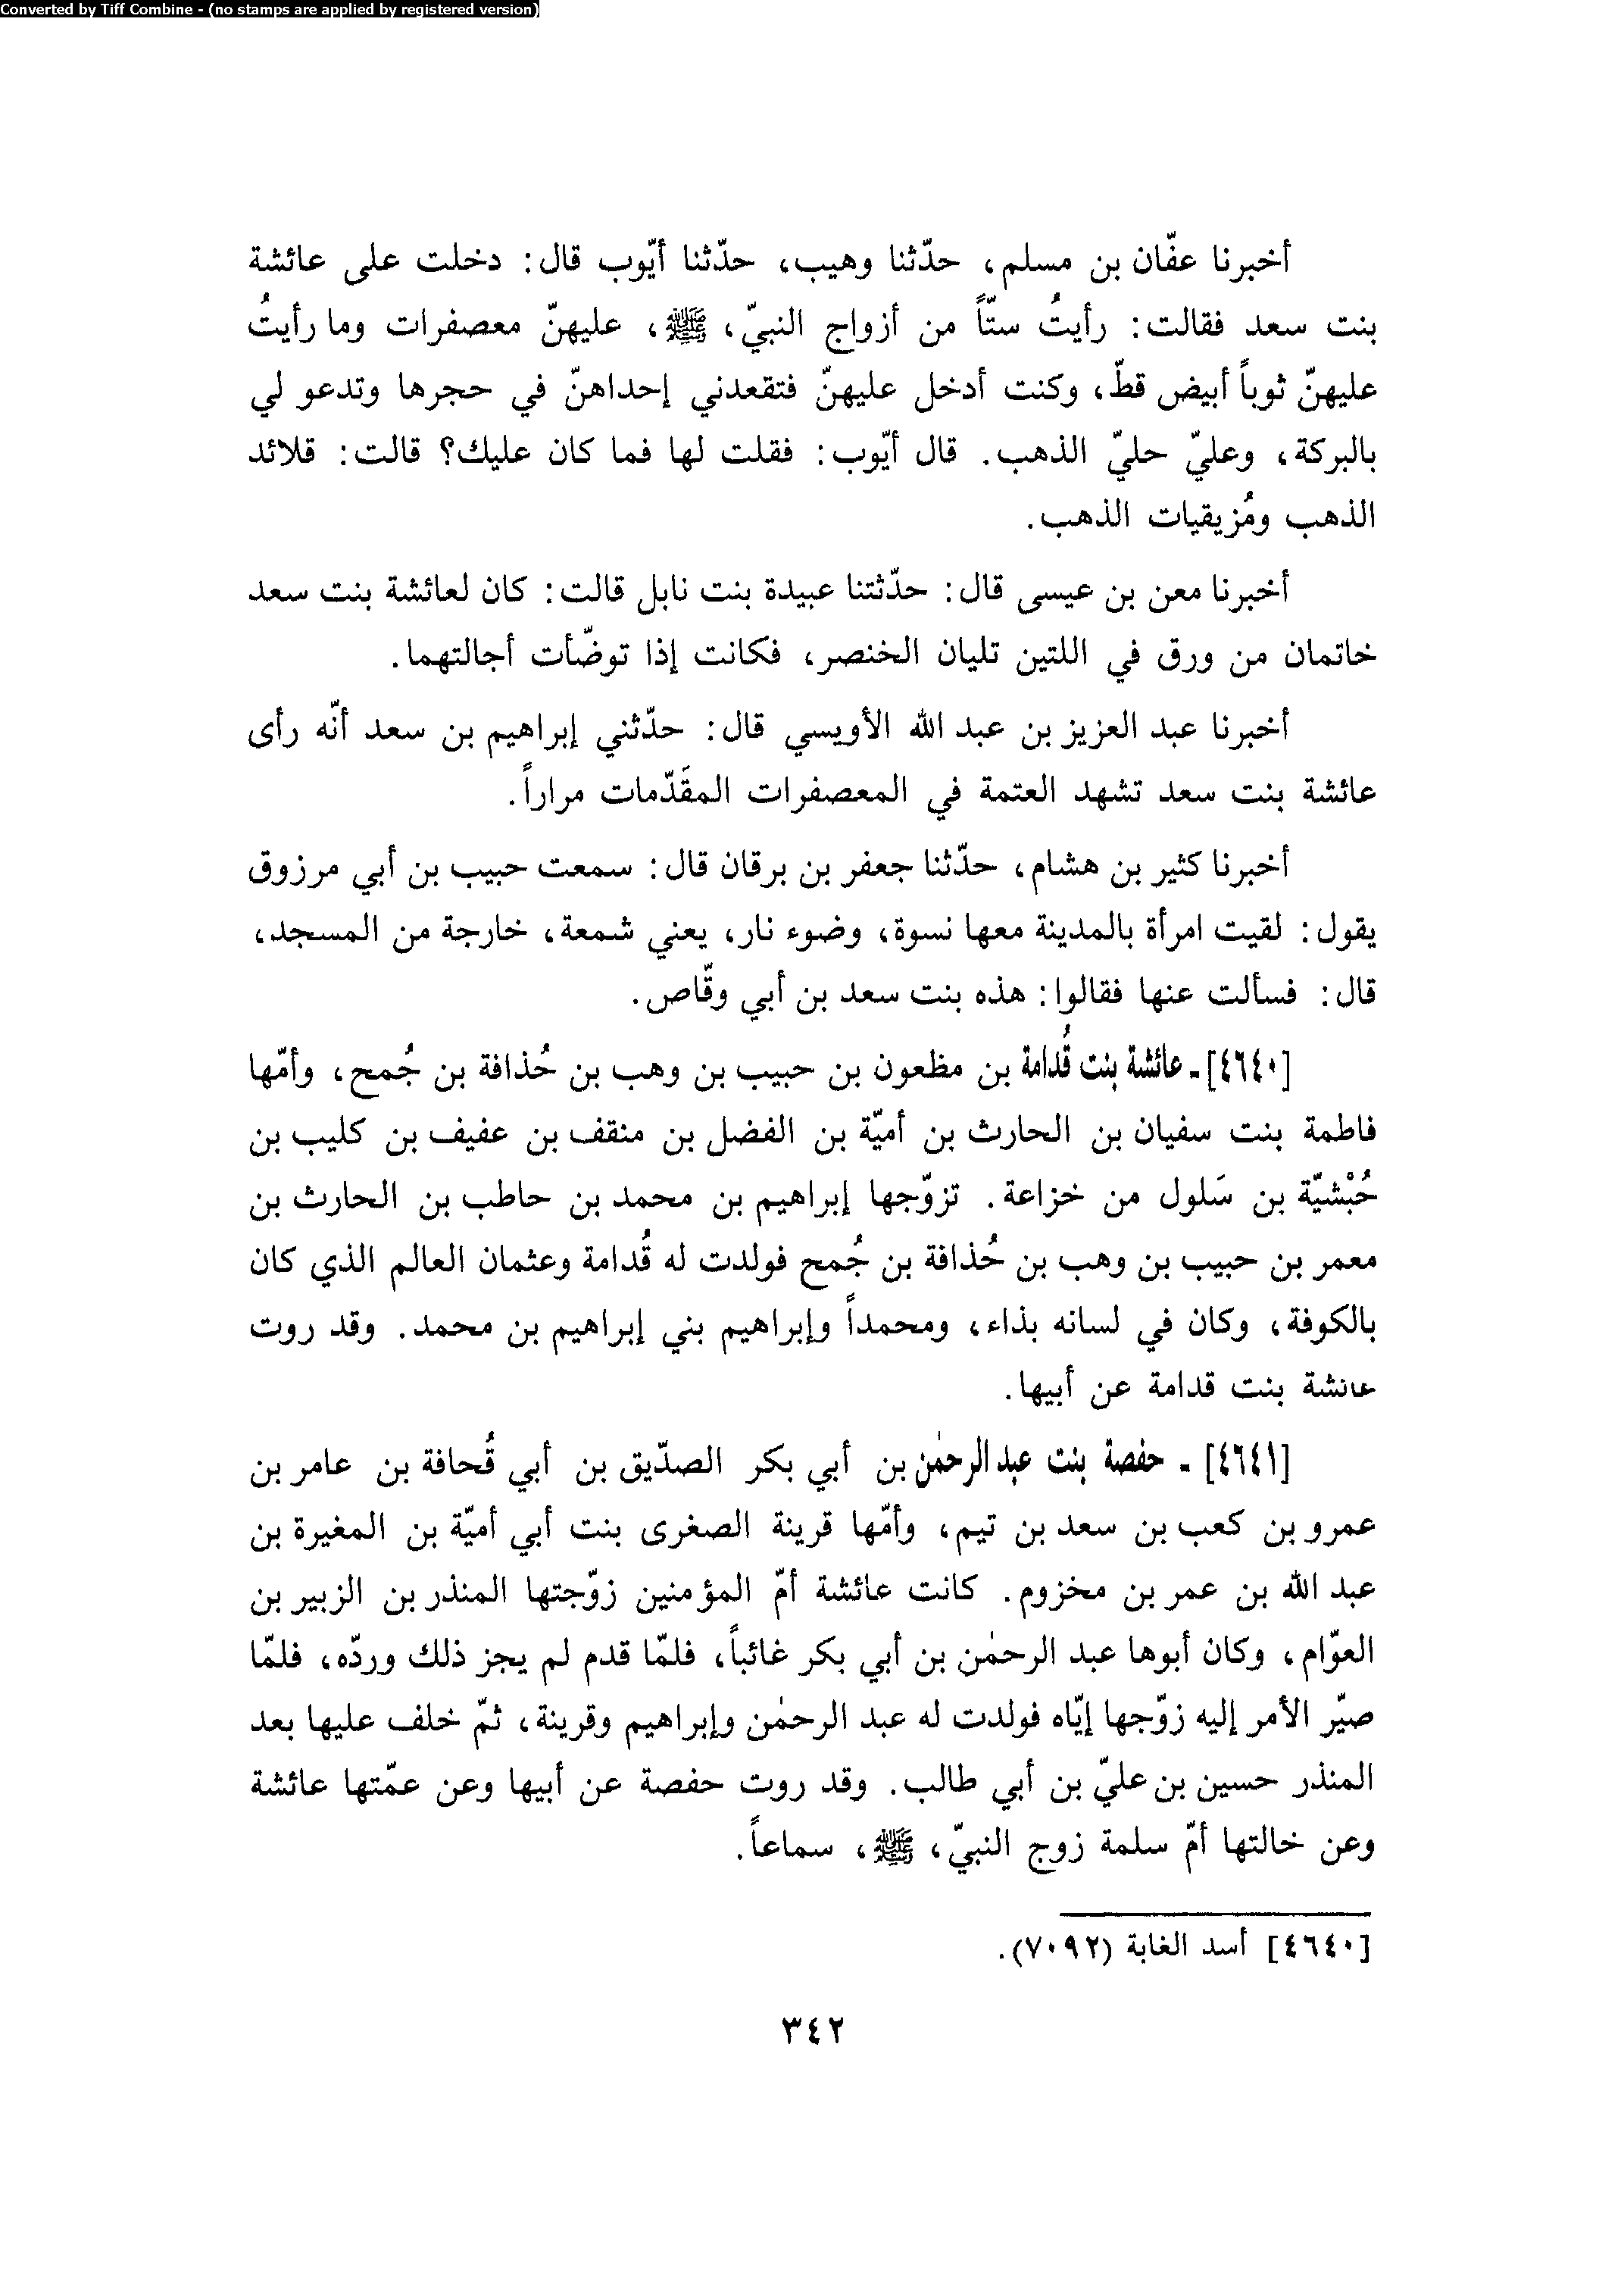 Converted by Tiff Combine - (no stamps are applied by registered version)
أخبرنا عفّان بن مسلم، حدّثنا وهيب، حدّثنا أيّوب قال: دخلت على عائشة
بنت سعد فقالت: رأيتُ ستّاً من أزواج النبيّ، ﷺ، عليهنّ معصفرات وما رأيتُ
عليهنّ ثوباً أبيض قطّ، وكنت أدخل عليهنّ فتقعدني إحداهنّ في حجرها وتدعو لي
بالبركة، وعليّ حليّ الذهب. قال أيّوب: فقلت لها فما كان عليك؟ قالت: قلائد
الذهب ومُزيقيات الذهب.
أخبرنا معن بن عيسى قال: حدّثتنا عبيدة بنت نابل قالت: كان لعائشة بنت سعد
خاتمان من ورق في اللتين تليان الخنصر، فكانت إذا توضّأت أجالتهما.
أخبرنا عبد العزيز بن عبد الله الأويسي قال: حدّثني إبراهيم بن سعد أنّه رأى
عائشة بنت سعد تشهد العتمة في المعصفرات المقَدّمات مراراً.
أخبرنا كثير بن هشام، حدّثنا جعفر بن برقان قال: سمعت حبيب بن أبي مرزوق
يقول: لقيت امرأة بالمدينة معها نسوة، وضوء نار، يعني شمعة، خارجة من المسجد،
قال: فسألت عنها فقالوا: هذه بنت سعد بن أبي وقّاص.
[٤٦٤٠]ـ عائشة بنت قُدامة بن مظعون بن حبيب بن وهب بن حُذافة بن جُمح، وأمّها
فاطمة بنت سفيان بن الحارث بن أميّة بن الفضل بن منقف بن عفيف بن كليب بن
حُبْشيّة بن سَلول من خزاعة. تزوّجها إبراهيم بن محمد بن حاطب بن الحارث بن
معمر بن حبيب بن وهب بن حُذافة بن جُمح فولدت له قُدامة وعثمان العالم الذي كان
بالكوفة، وكان في لسانه بذاء، ومحمداً وإبراهيم بني إبراهيم بن محمد. وقد روت
عائشة بنت قدامة عن أبيها.
[٤٦٤١] ـ حفصة بنت عبد الرحمٰن بن أبي بكر الصدّيق بن أبي قُحافة بن عامر بن
عمرو بن كعب بن سعد بن تيم، وأمّها قرينة الصغرى بنت أبي أميّة بن المغيرة بن
عبد الله بن عمر بن مخزوم. كانت عائشة أمّ المؤمنين زوّجتها المنذر بن الزبير بن
العوّام، وكان أبوها عبد الرحمٰن بن أبي بكر غائباً، فلمّا قدم لم يجز ذلك وردّه، فلمّا
صيّر الأمر إليه زوّجها إيّاه فولدت له عبد الرحمٰن وإبراهيم وقرينة، ثمّ خلف عليها بعد
المنذر حسين بن عليّ بن أبي طالب. وقد روت حفصة عن أبيها وعن عمّتها عائشة
وعن خالتها أمّ سلمة زوج النبيّ، ﷺ، سماعاً.
[٤٦٤٠] أسد الغابة (٧٠٩٢).
٣٤٢